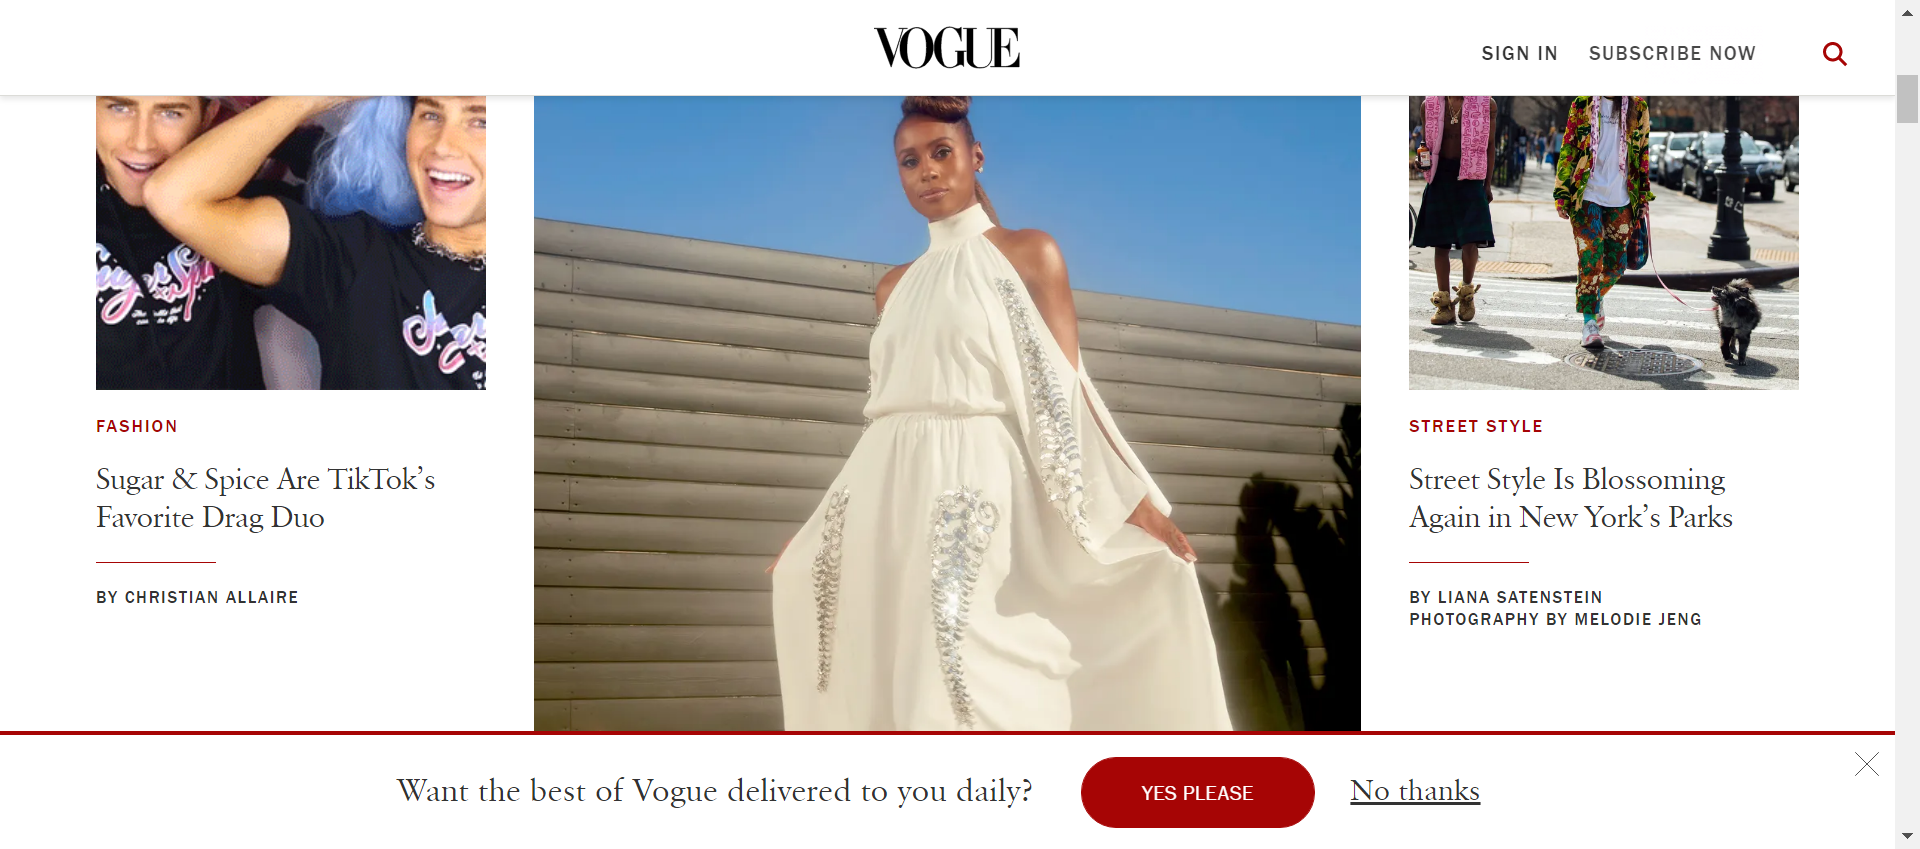 VOGUE
SIGN IN
SUBSCRIBE NOW
FASHION
Sugar & Spice Are TikTok’s
Favorite Drag Duo
BY CHRISTIAN ALLAIRE
STREET STYLE
Street Style Is Blossoming
Again in New York’s Parks
BY LIANA SATENSTEIN
PHOTOGRAPHY BY MELODIE JENG
Want the best of Vogue delivered to you daily?
YES PLEASE
No thanks